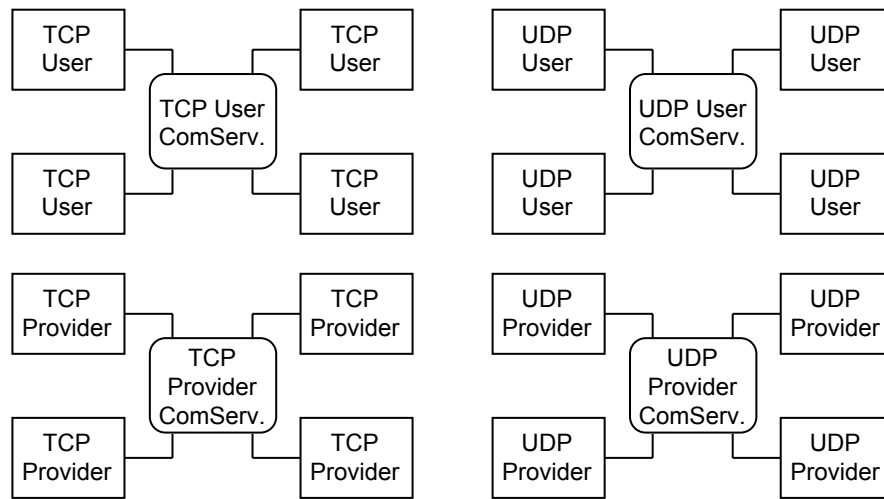 TCP
User
TCP
User
TCP User
ComServ.
TCP
User
TCP
User
UDP
User
UDP
User
UDP User
ComServ.
UDP
User
UDP
User
TCP
Provider
TCP
Provider
TCP
Provider
ComServ.
TCP
Provider
TCP
Provider
UDP
Provider
UDP
Provider
UDP
Provider
ComServ.
UDP
Provider
UDP
Provider